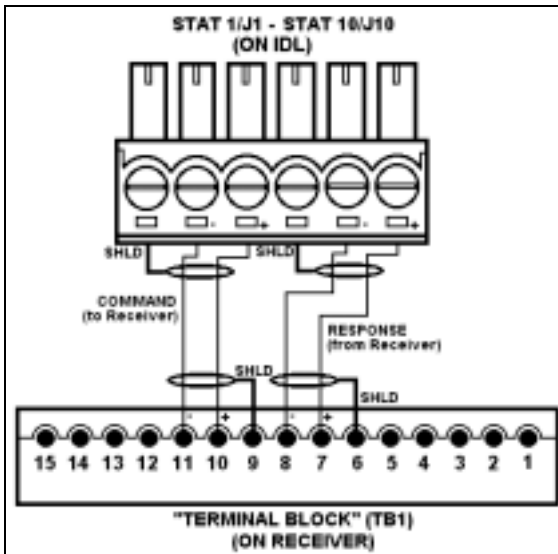 STAT 1/J1 - STAT 10/J10
(ON IDL)
- + - +
SHLD SHLD
COMMAND
(to Receiver)
RESPONSE
(from Receiver)
SHLD
SHLD
- + - +
15 14 13 12 11 10 9 8 7 6 5 4 3 2 1
"TERMINAL BLOCK" (TB1)
(ON RECEIVER)